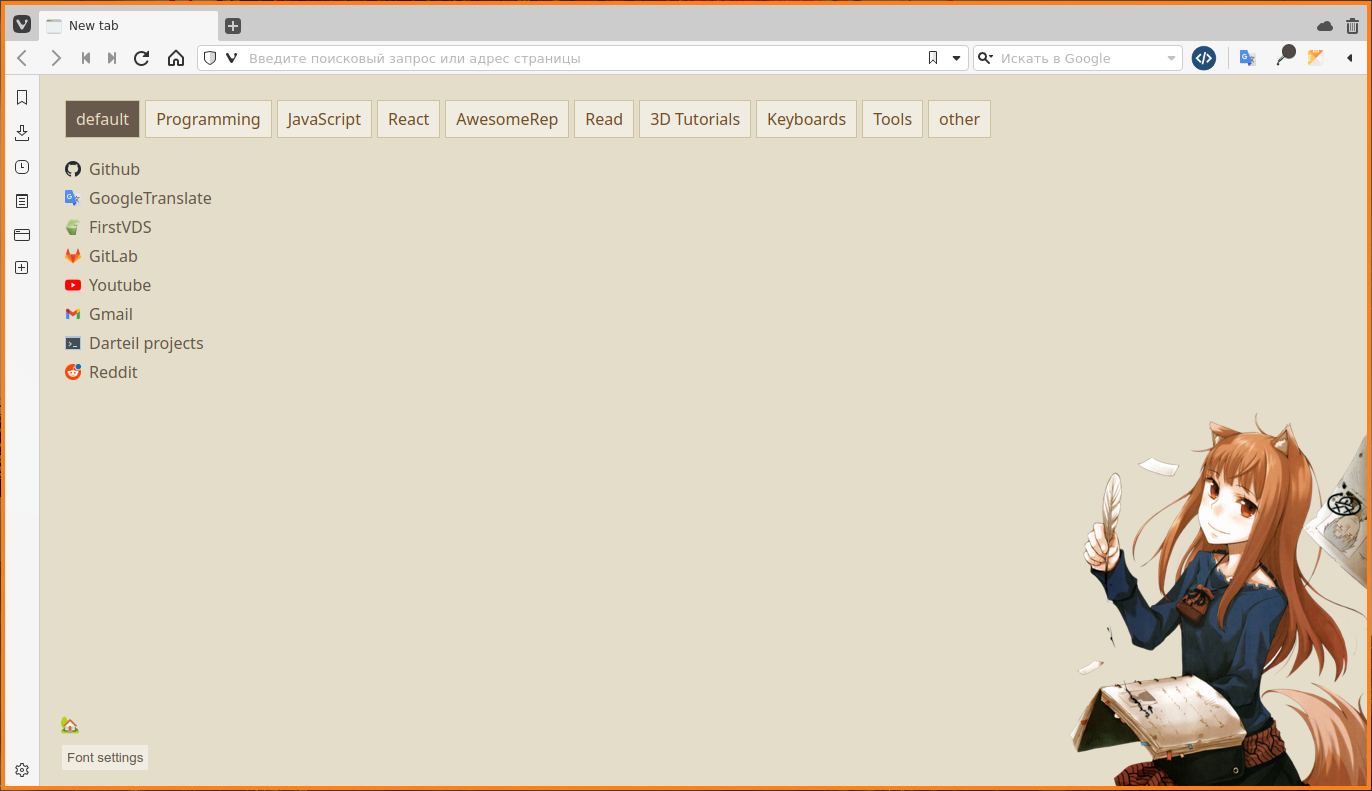 New tab
Введите поисковый запрос или адрес страницы
Искать в Google
default Programming JavaScript React AwesomeRep Read 3D Tutorials Keyboards Tools other
Github
GoogleTranslate
FirstVDS
GitLab
Youtube
Gmail
Darteil projects
Reddit
Font settings